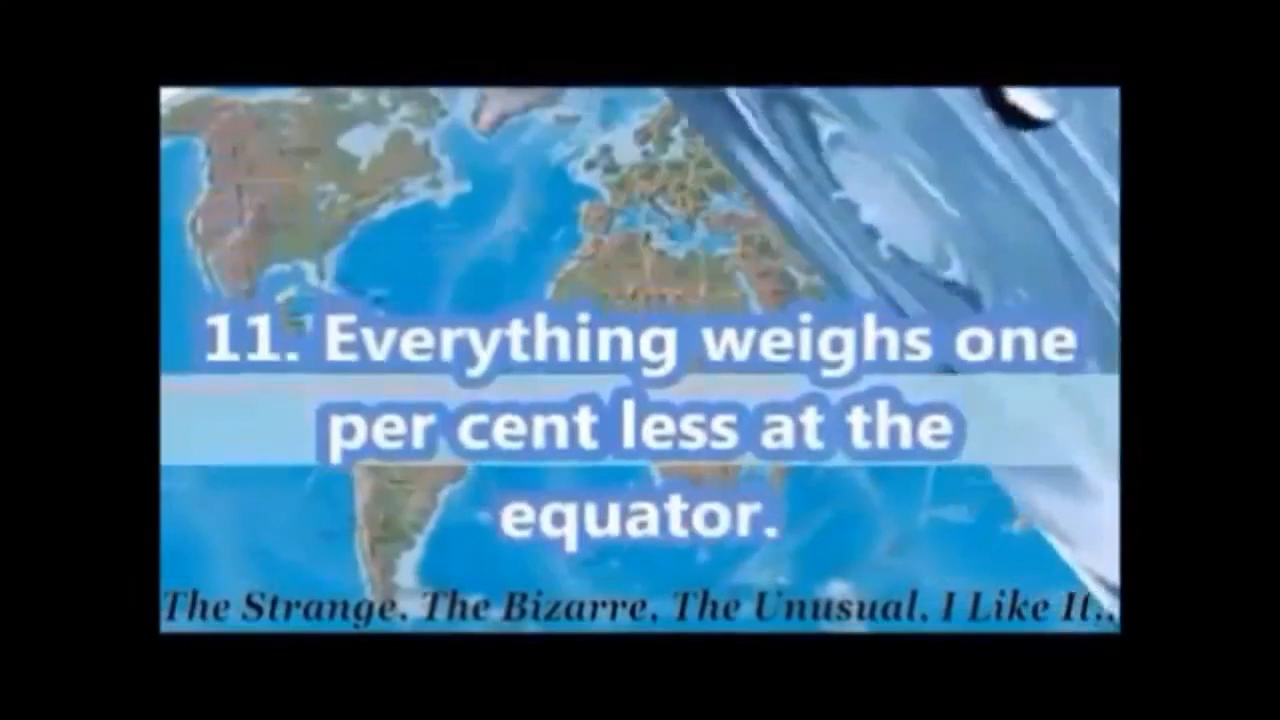 11. Everything weighs one
per cent less at the
equator.
The Strange, The Bizarre, The Unusual, I Like It,,